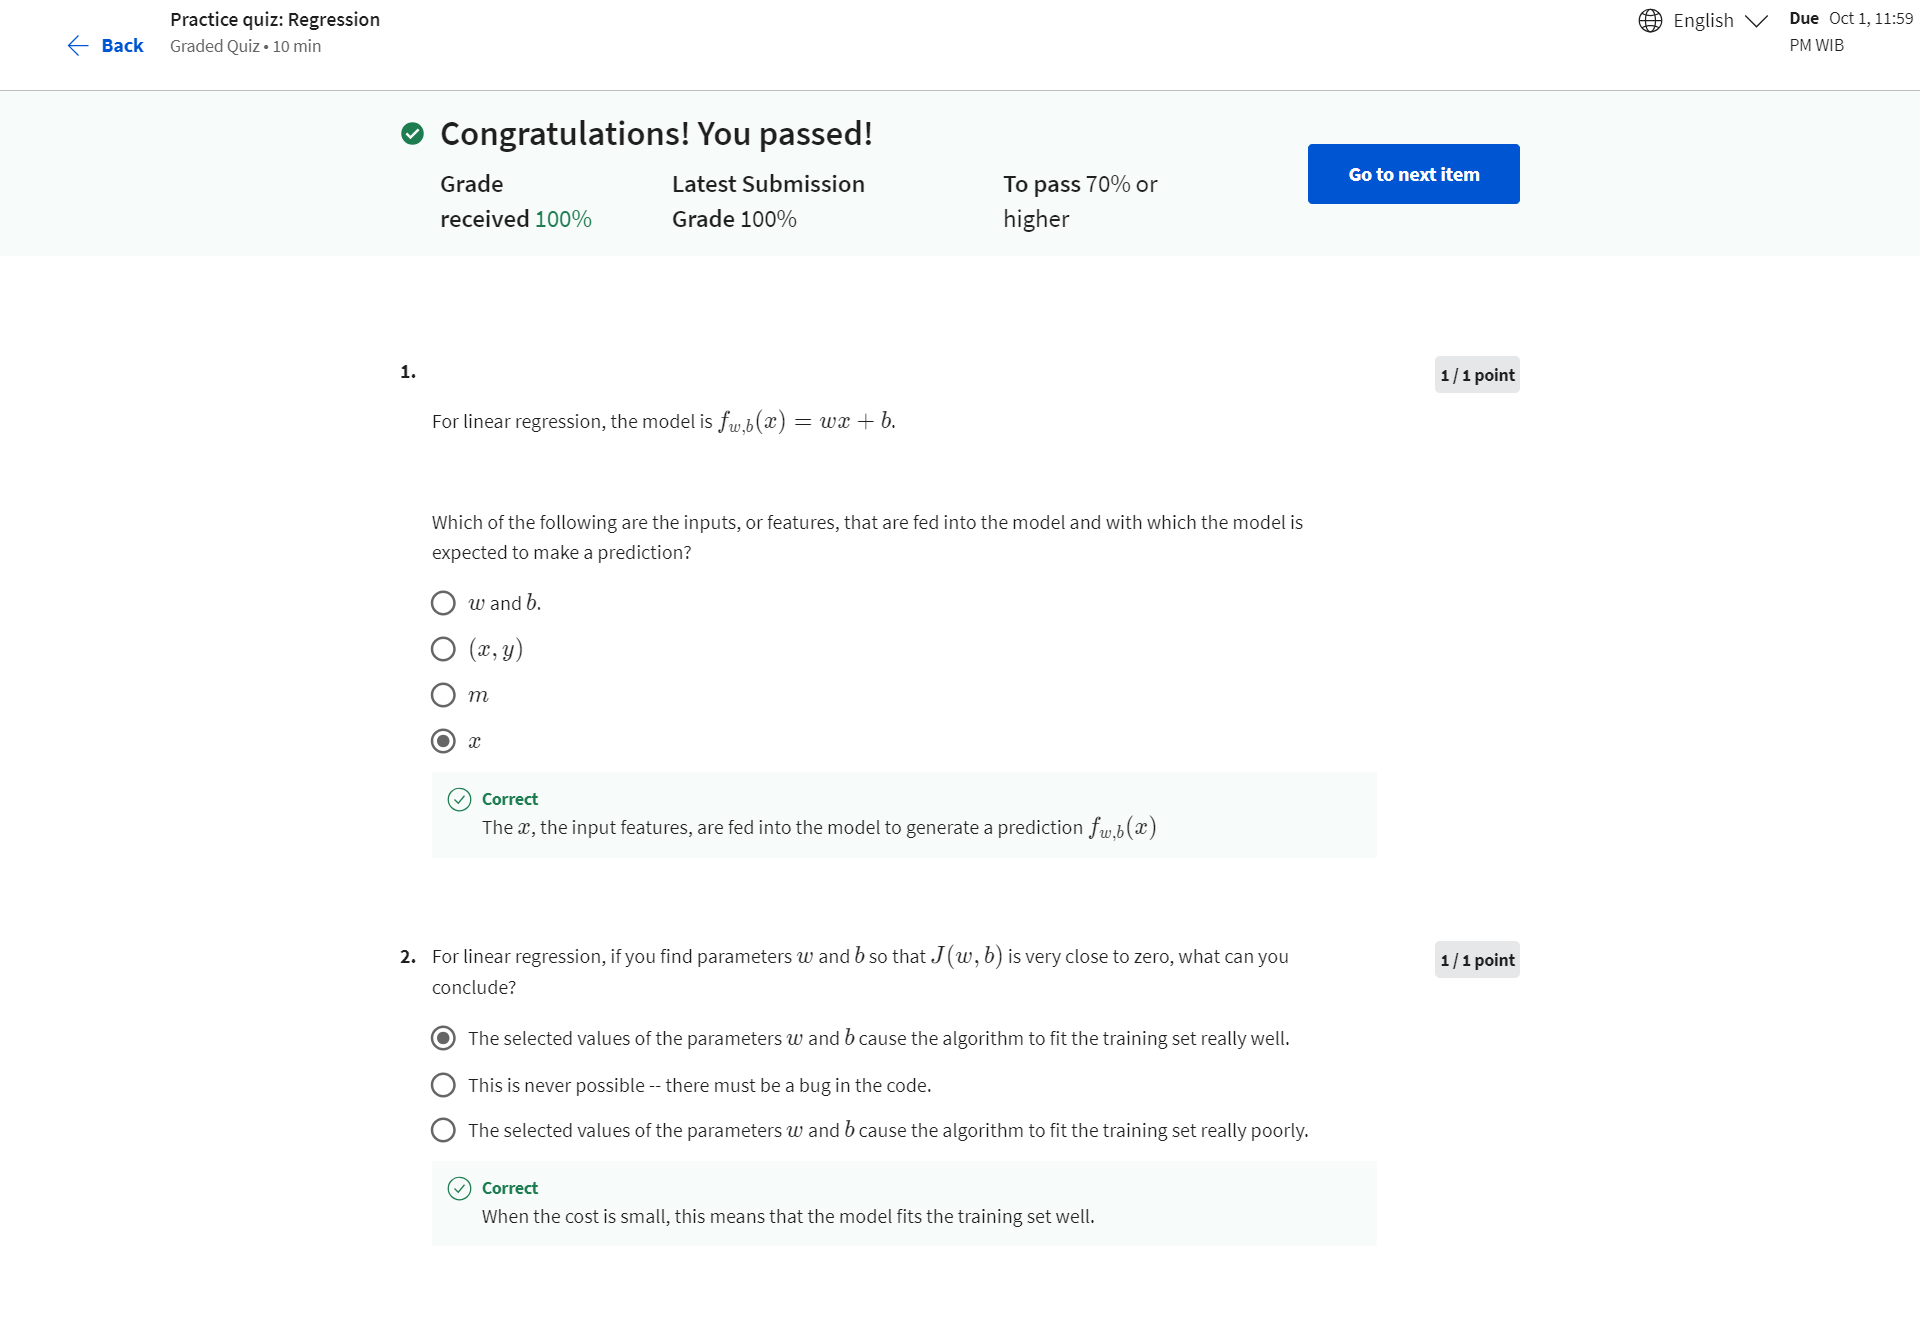 Back
Practice quiz: Regression
Graded Quiz • 10 min
English
Due Oct 1, 11:59
PM WIB
Congratulations! You passed!
Grade
received 100%
Latest Submission
Grade 100%
To pass 70% or
higher
Go to next item
1.
1 / 1 point
For linear regression, the model is f_{w,b}(x) = wx + b.
Which of the following are the inputs, or features, that are fed into the model and with which the model is
expected to make a prediction?
w and b.
(x, y)
m
x
Correct
The x, the input features, are fed into the model to generate a prediction f_{w,b}(x)
2. For linear regression, if you find parameters w and b so that J(w, b) is very close to zero, what can you
conclude?
1 / 1 point
The selected values of the parameters w and b cause the algorithm to fit the training set really well.
This is never possible -- there must be a bug in the code.
The selected values of the parameters w and b cause the algorithm to fit the training set really poorly.
Correct
When the cost is small, this means that the model fits the training set well.